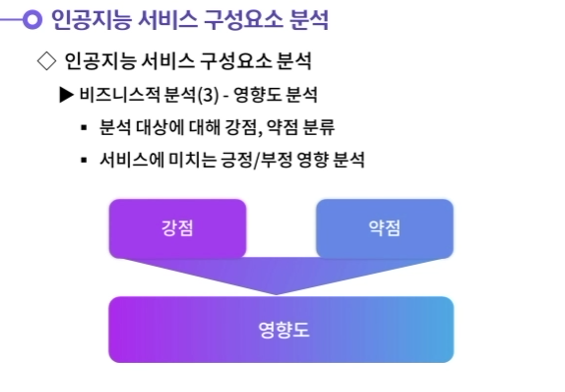 인공지능 서비스 구성요소 분석
◇ 인공지능 서비스 구성요소 분석
▶ 비즈니스적 분석(3) - 영향도 분석
▪ 분석 대상에 대해 강점, 약점 분류
▪ 서비스에 미치는 긍정/부정 영향 분석
강점 약점
영향도